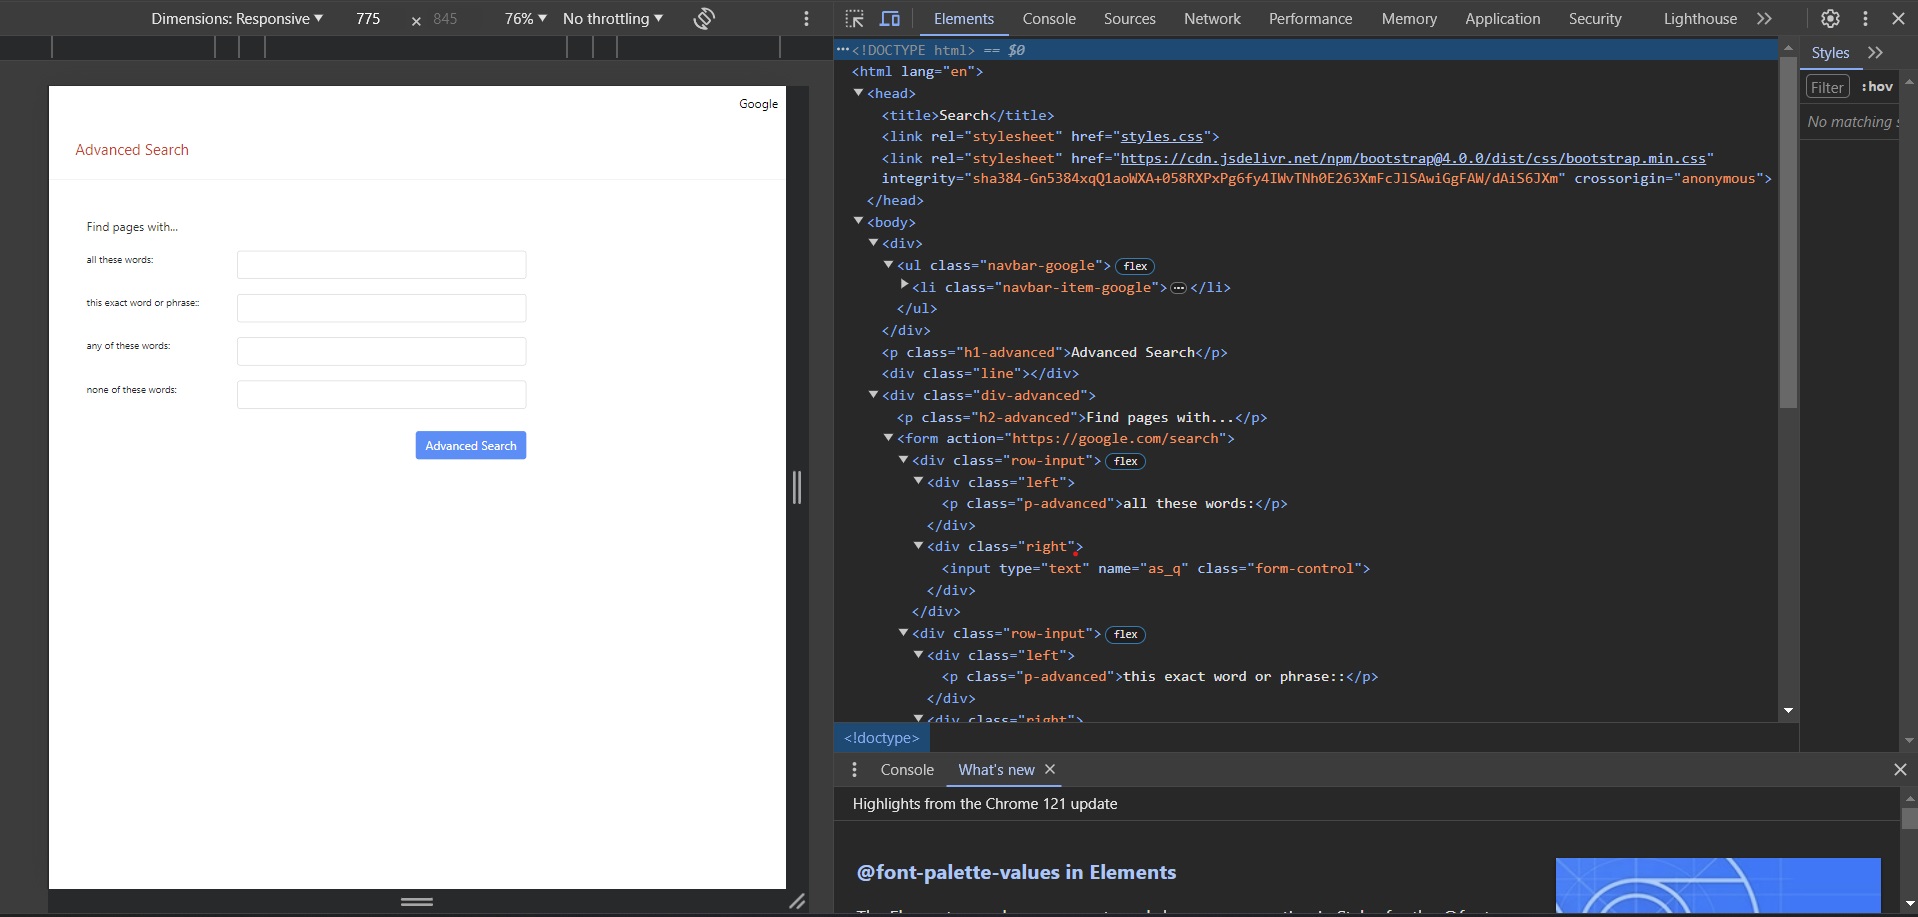 Dimensions: Responsive ▼ 775 × 845 76% ▼ No throttling ▼
Google
Advanced Search
Find pages with...
all these words:
this exact word or phrase::
any of these words:
none of these words:
Advanced Search
Elements Console Sources Network Performance Memory Application Security Lighthouse
<!DOCTYPE html> == $0
<html lang="en">
<head>
<title>Search</title>
<link rel="stylesheet" href="styles.css">
<link rel="stylesheet" href="https://cdn.jsdelivr.net/npm/bootstrap@4.0.0/dist/css/bootstrap.min.css"
integrity="sha384-Gn5384xqQ1aoWXA+058RXPxPg6fy4IWvTNh0E263XmFcJlSAwiGgFAW/dAiS6JXm" crossorigin="anonymous">
</head>
<body>
<div>
<ul class="navbar-google"> flex
<li class="navbar-item-google">…</li>
</ul>
</div>
<p class="h1-advanced">Advanced Search</p>
<div class="line"></div>
<div class="div-advanced">
<p class="h2-advanced">Find pages with...</p>
<form action="https://google.com/search">
<div class="row-input"> flex
<div class="left">
<p class="p-advanced">all these words:</p>
</div>
<div class="right">
<input type="text" name="as_q" class="form-control">
</div>
</div>
<div class="row-input"> flex
<div class="left">
<p class="p-advanced">this exact word or phrase::</p>
</div>
<div class="right">
<!doctype>
Styles
Filter :hov
No matching
Console What's new
Highlights from the Chrome 121 update
@font-palette-values in Elements